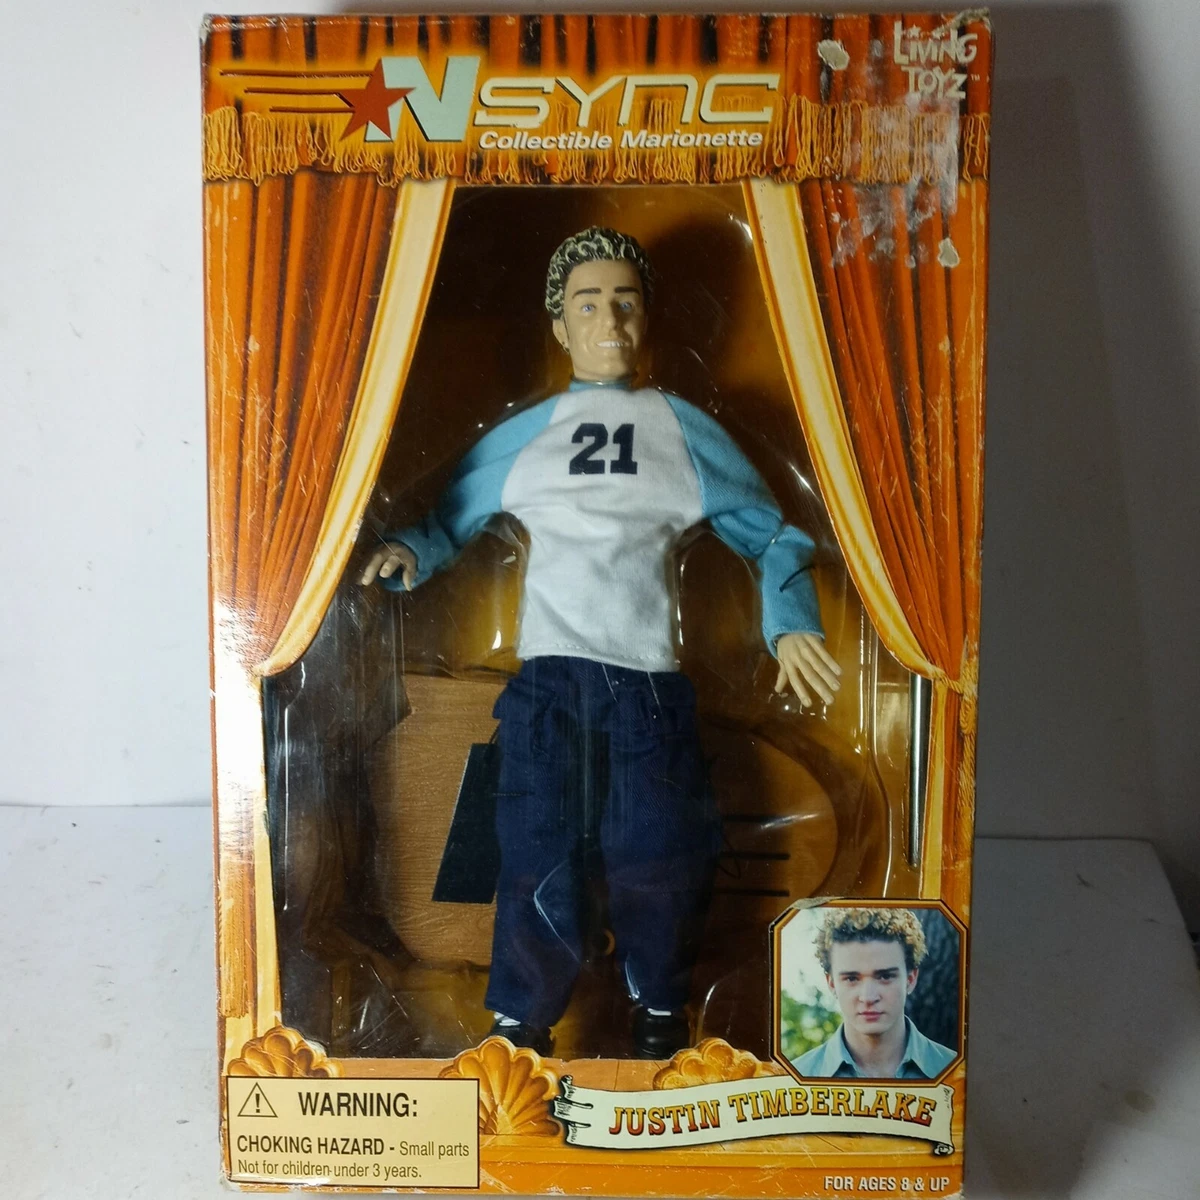 NSYNC
Collectible Marionette
LIVING
TOYZ™
21
JUSTIN TIMBERLAKE
WARNING:
CHOKING HAZARD - Small parts
Not for children under 3 years.
FOR AGES 8 & UP